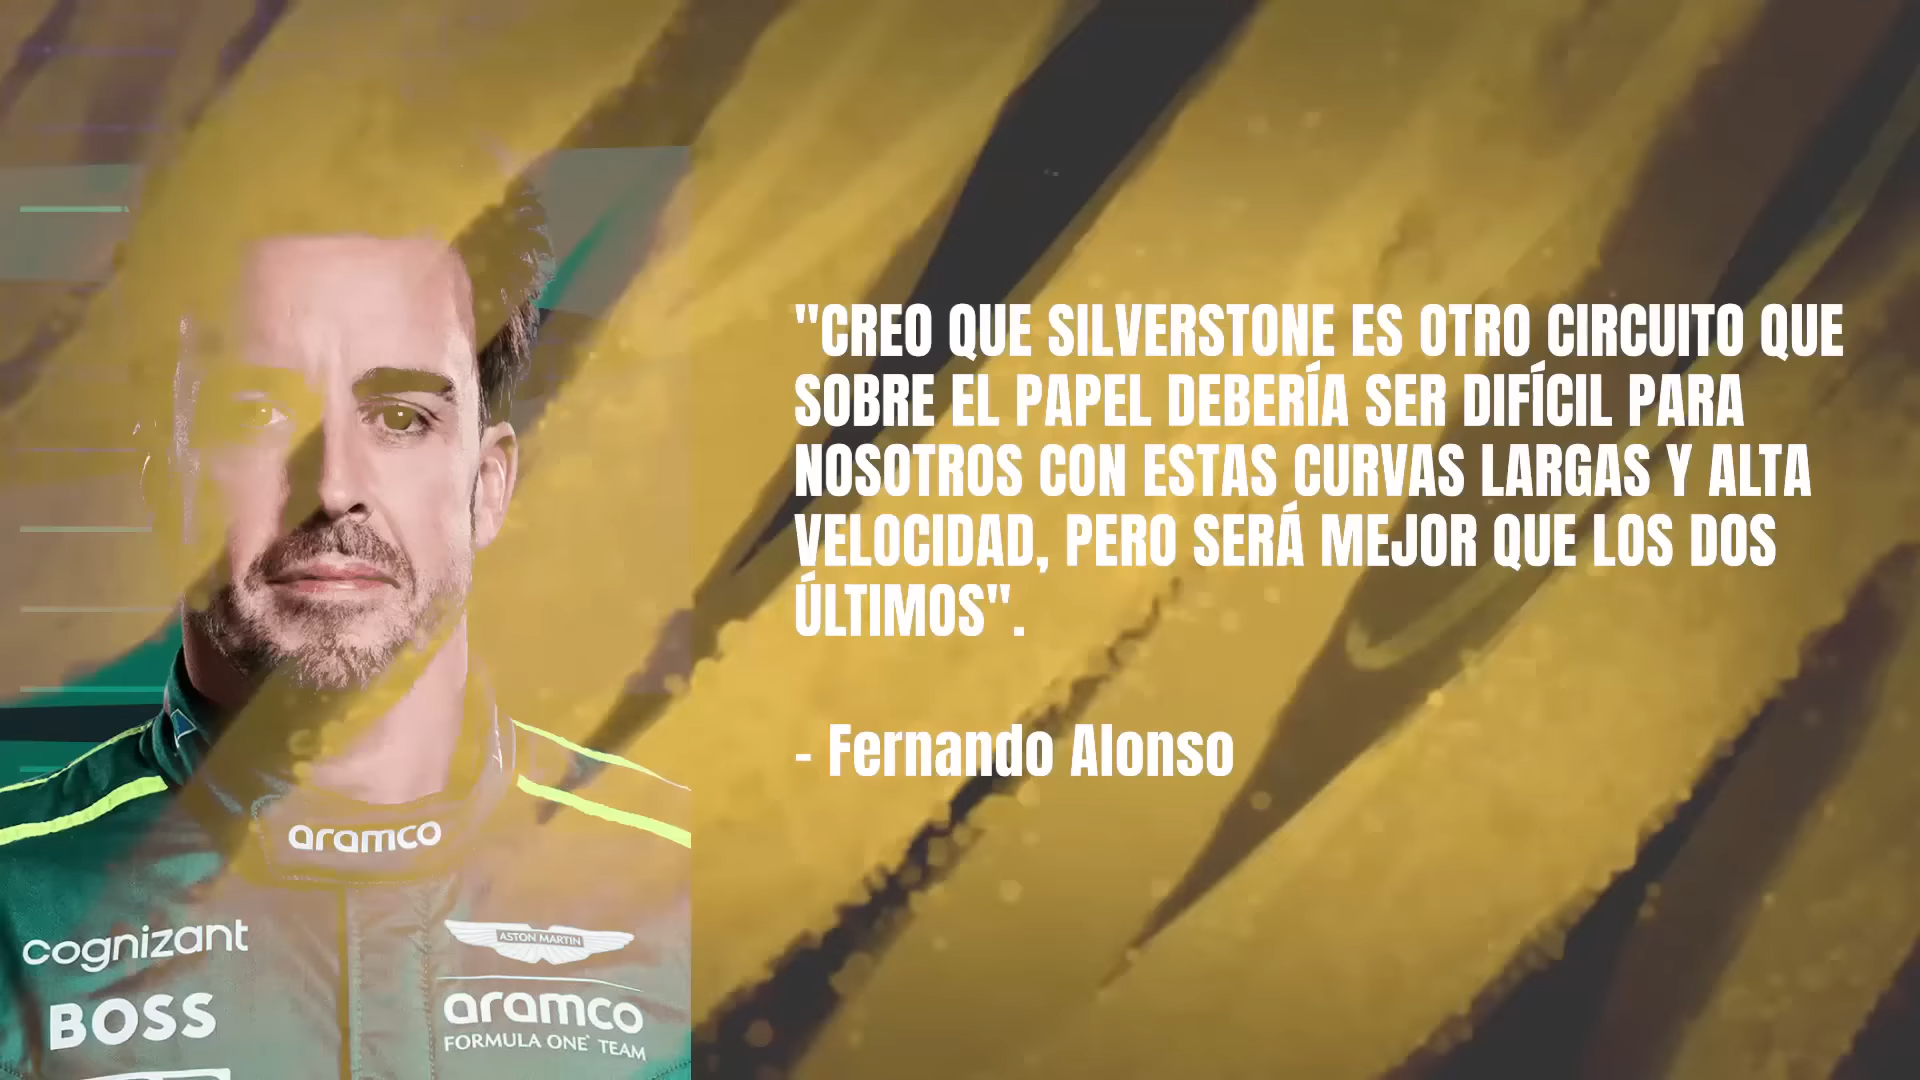 "CREO QUE SILVERSTONE ES OTRO CIRCUITO QUE
SOBRE EL PAPEL DEBERÍA SER DIFÍCIL PARA
NOSOTROS CON ESTAS CURVAS LARGAS Y ALTA
VELOCIDAD, PERO SERÁ MEJOR QUE LOS DOS
ÚLTIMOS".
- Fernando Alonso
aramco
cognizant
BOSS
ASTON MARTIN
aramco
FORMULA ONE TEAM